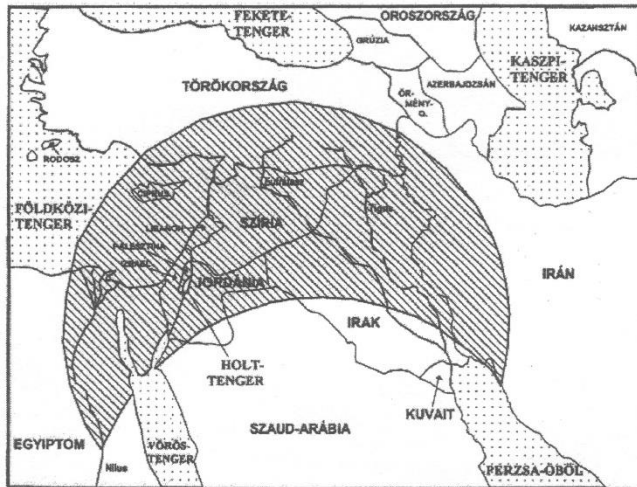 FEKETE-
TENGER
OROSZORSZÁG
KAZAHSZTÁN
GRÚZIA
KASZPI-
TENGER
TÖRÖKORSZÁG
AZERBAJDZSÁN
ÖR-
MÉNY-
O.
RODOSZ
Ciprus
Eufrátesz
Tigris
FÖLDKÖZI-
TENGER
LIBANON
SZÍRIA
PALESZTINA
IZRAEL
JORDÁNIA
IRÁN
IRAK
HOLT-
TENGER
KUVAIT
EGYIPTOM
VÖRÖS-
TENGER
SZAUD-ARÁBIA
Nílus
PERZSA-ÖBÖL